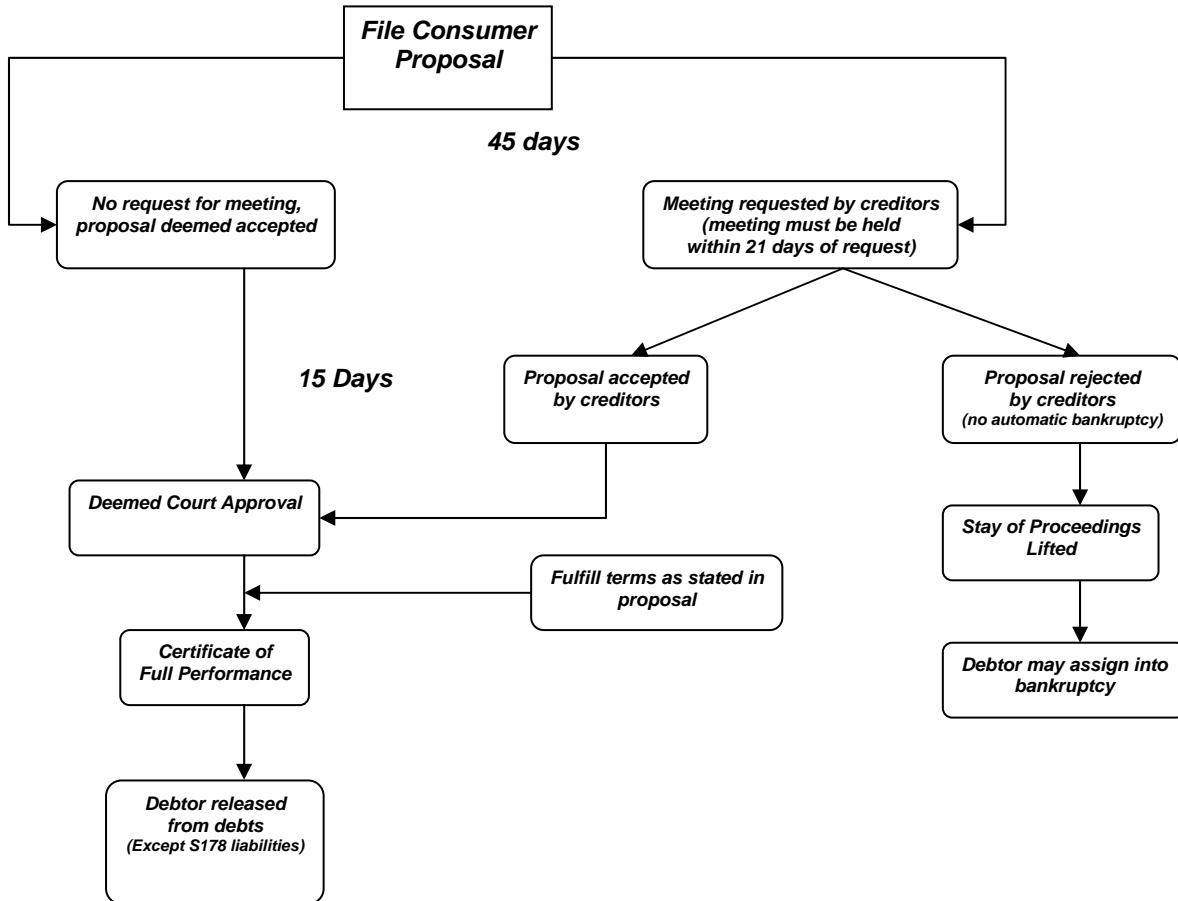 File Consumer
Proposal
45 days
No request for meeting,
proposal deemed accepted
Meeting requested by creditors
(meeting must be held
within 21 days of request)
15 Days
Proposal accepted
by creditors
Proposal rejected
by creditors
(no automatic bankruptcy)
Deemed Court Approval
Stay of Proceedings
Lifted
Fulfill terms as stated in
proposal
Certificate of
Full Performance
Debtor may assign into
bankruptcy
Debtor released
from debts
(Except S178 liabilities)